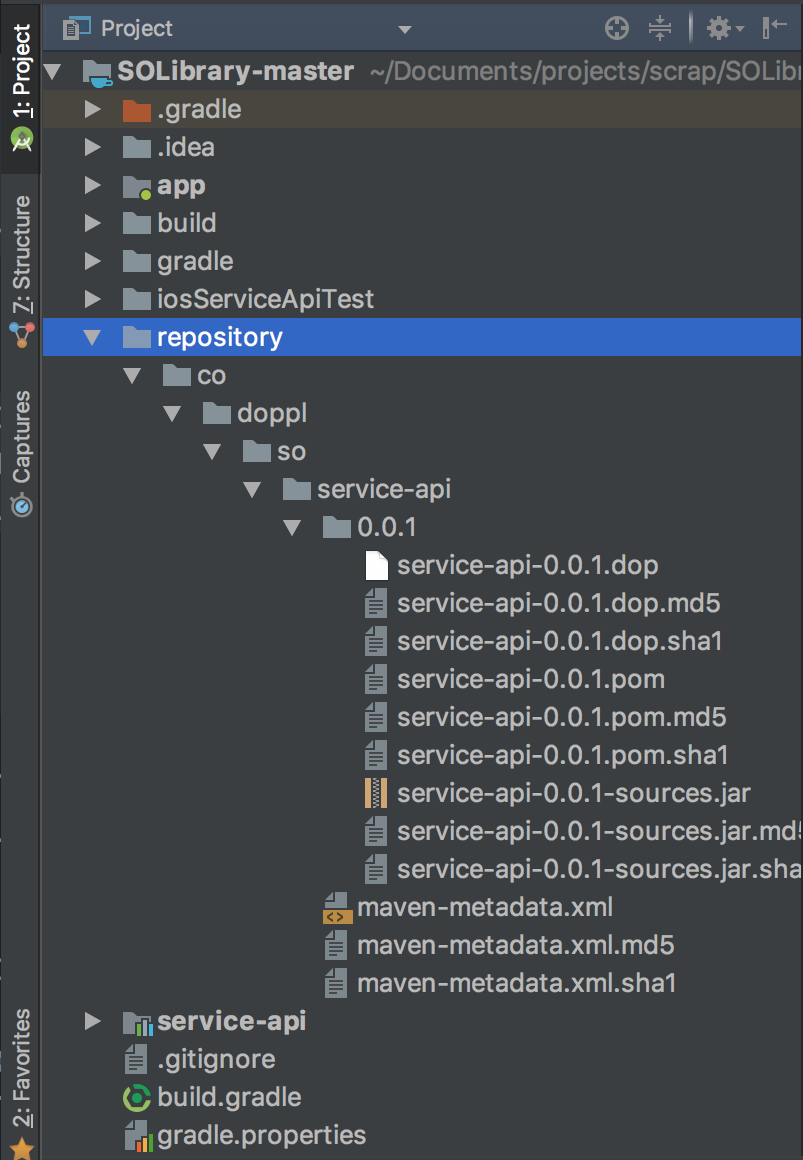 Project
1: Project
SOLibrary-master ~/Documents/projects/scrap/SOLib
.gradle
.idea
app
build
gradle
iosServiceApiTest
repository
co
doppl
so
service-api
0.0.1
service-api-0.0.1.dop
service-api-0.0.1.dop.md5
service-api-0.0.1.dop.sha1
service-api-0.0.1.pom
service-api-0.0.1.pom.md5
service-api-0.0.1.pom.sha1
service-api-0.0.1-sources.jar
service-api-0.0.1-sources.jar.md5
service-api-0.0.1-sources.jar.sha
maven-metadata.xml
maven-metadata.xml.md5
maven-metadata.xml.sha1
service-api
.gitignore
build.gradle
gradle.properties
7: Structure
Captures
2: Favorites